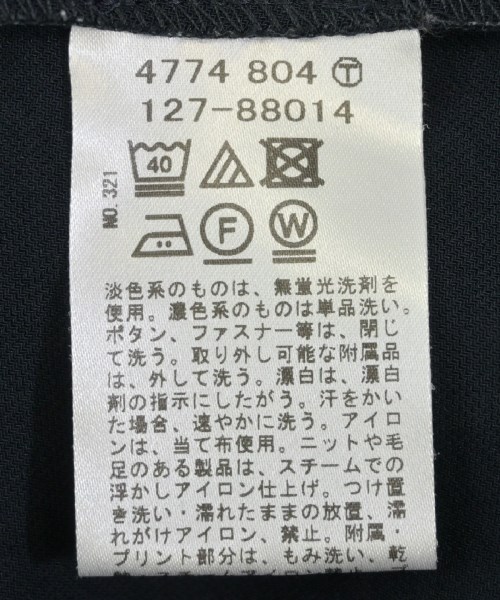 4774 804 Ⓣ
127-88014
NO.321
40
F
W
淡色系のものは、無蛍光洗剤を
使用。濃色系のものは単品洗い。
ボタン、ファスナー等は、閉じ
て洗う。取り外し可能な附属品
は、外して洗う。漂白は、漂白
剤の指示にしたがう。汗をかい
た場合、速やかに洗う。アイロ
ンは、当て布使用。ニットや毛
足のある製品は、スチームでの
浮かしアイロン仕上げ。つけ置
き洗い・濡れたままの放置、濡
れがけアイロン、禁止。附属・
プリント部分は、もみ洗い、乾